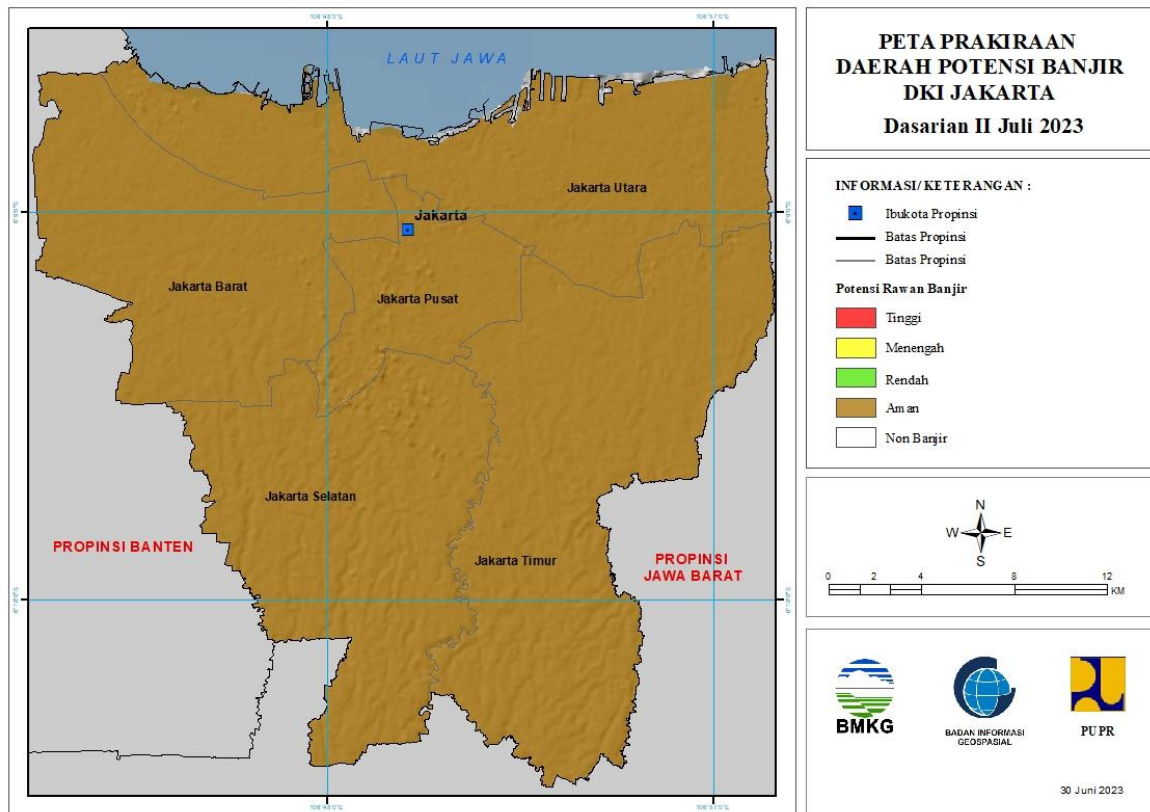 PETA PRAKIRAAN
DAERAH POTENSI BANJIR
DKI JAKARTA
Dasarian II Juli 2023
LAUT JAWA
Jakarta Utara
Jakarta
Jakarta Barat
Jakarta Pusat
Jakarta Selatan
Jakarta Timur
PROPINSI BANTEN
PROPINSI
JAWA BARAT
INFORMASI/ KETERANGAN :
Ibukota Propinsi
Batas Propinsi
Batas Propinsi
Potensi Rawan Banjir
Tinggi
Menengah
Rendah
Aman
Non Banjir
N
W E
S
0 2 4 8 12
KM
BMKG
BADAN INFORMASI
GEOSPASIAL
PUPR
30 Juni 2023